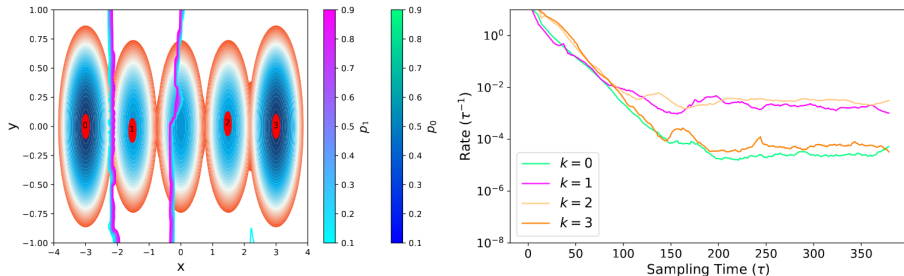 1.00
0.75
0.50
0.25
0.00
−0.25
−0.50
−0.75
−1.00
y
−4 −3 −2 −1 0 1 2 3 4
x
0 1 2 3
0.9
0.8
0.7
0.6
0.5
0.4
0.3
0.2
0.1
p₁
0.9
0.8
0.7
0.6
0.5
0.4
0.3
0.2
0.1
p₀
10⁰
10⁻²
10⁻⁴
10⁻⁶
10⁻⁸
Rate (τ⁻¹)
k = 0
k = 1
k = 2
k = 3
0 50 100 150 200 250 300 350
Sampling Time (τ)